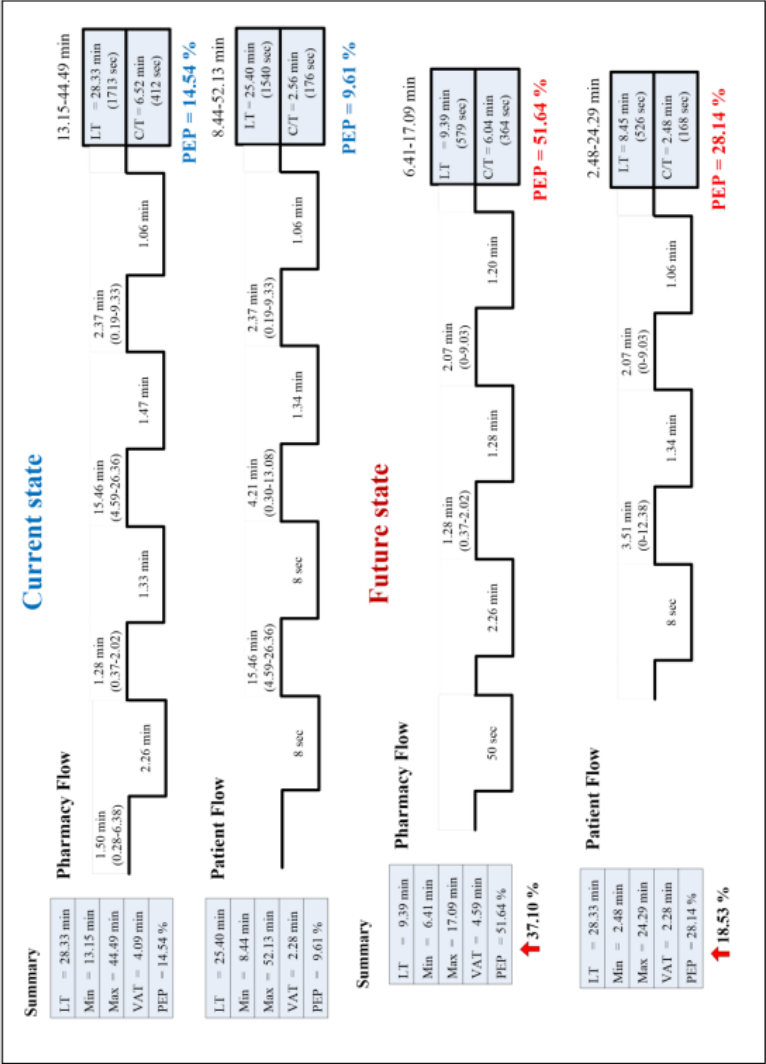 Current state
Summary
LT = 28.33 min
Min = 13.15 min
Max = 44.49 min
VAT = 4.09 min
PEP = 14.54 %
Pharmacy Flow
1.50 min
(0.28-6.38)
2.26 min
1.28 min
(0.37-2.02)
1.33 min
15.46 min
(4.59-26.36)
1.47 min
2.37 min
(0.19-9.33)
1.06 min
13.15-44.49 min
LT = 28.33 min
(1713 sec)
C/T = 6.52 min
(412 sec)
PEP = 14.54 %
LT = 25.40 min
Min = 8.44 min
Max = 52.13 min
VAT = 2.28 min
PEP = 9.61 %
Patient Flow
8 sec
15.46 min
(4.59-26.36)
8 sec
4.21 min
(0.30-13.08)
1.34 min
2.37 min
(0.19-9.33)
1.06 min
8.44-52.13 min
LT = 25.40 min
(1540 sec)
C/T = 2.56 min
(176 sec)
PEP = 9.61 %
Future state
Summary
LT = 9.39 min
Min = 6.41 min
Max = 17.09 min
VAT = 4.59 min
PEP = 51.64 %
37.10 %
Pharmacy Flow
50 sec
2.26 min
1.28 min
(0.37-2.02)
1.28 min
2.07 min
(0-9.03)
1.20 min
6.41-17.09 min
LT = 9.39 min
(579 sec)
C/T = 6.04 min
(364 sec)
PEP = 51.64 %
LT = 28.33 min
Min = 2.48 min
Max = 24.29 min
VAT = 2.28 min
PEP = 28.14 %
18.53 %
Patient Flow
8 sec
3.51 min
(0-12.38)
1.34 min
2.07 min
(0-9.03)
1.06 min
2.48-24.29 min
LT = 8.45 min
(526 sec)
C/T = 2.48 min
(168 sec)
PEP = 28.14 %